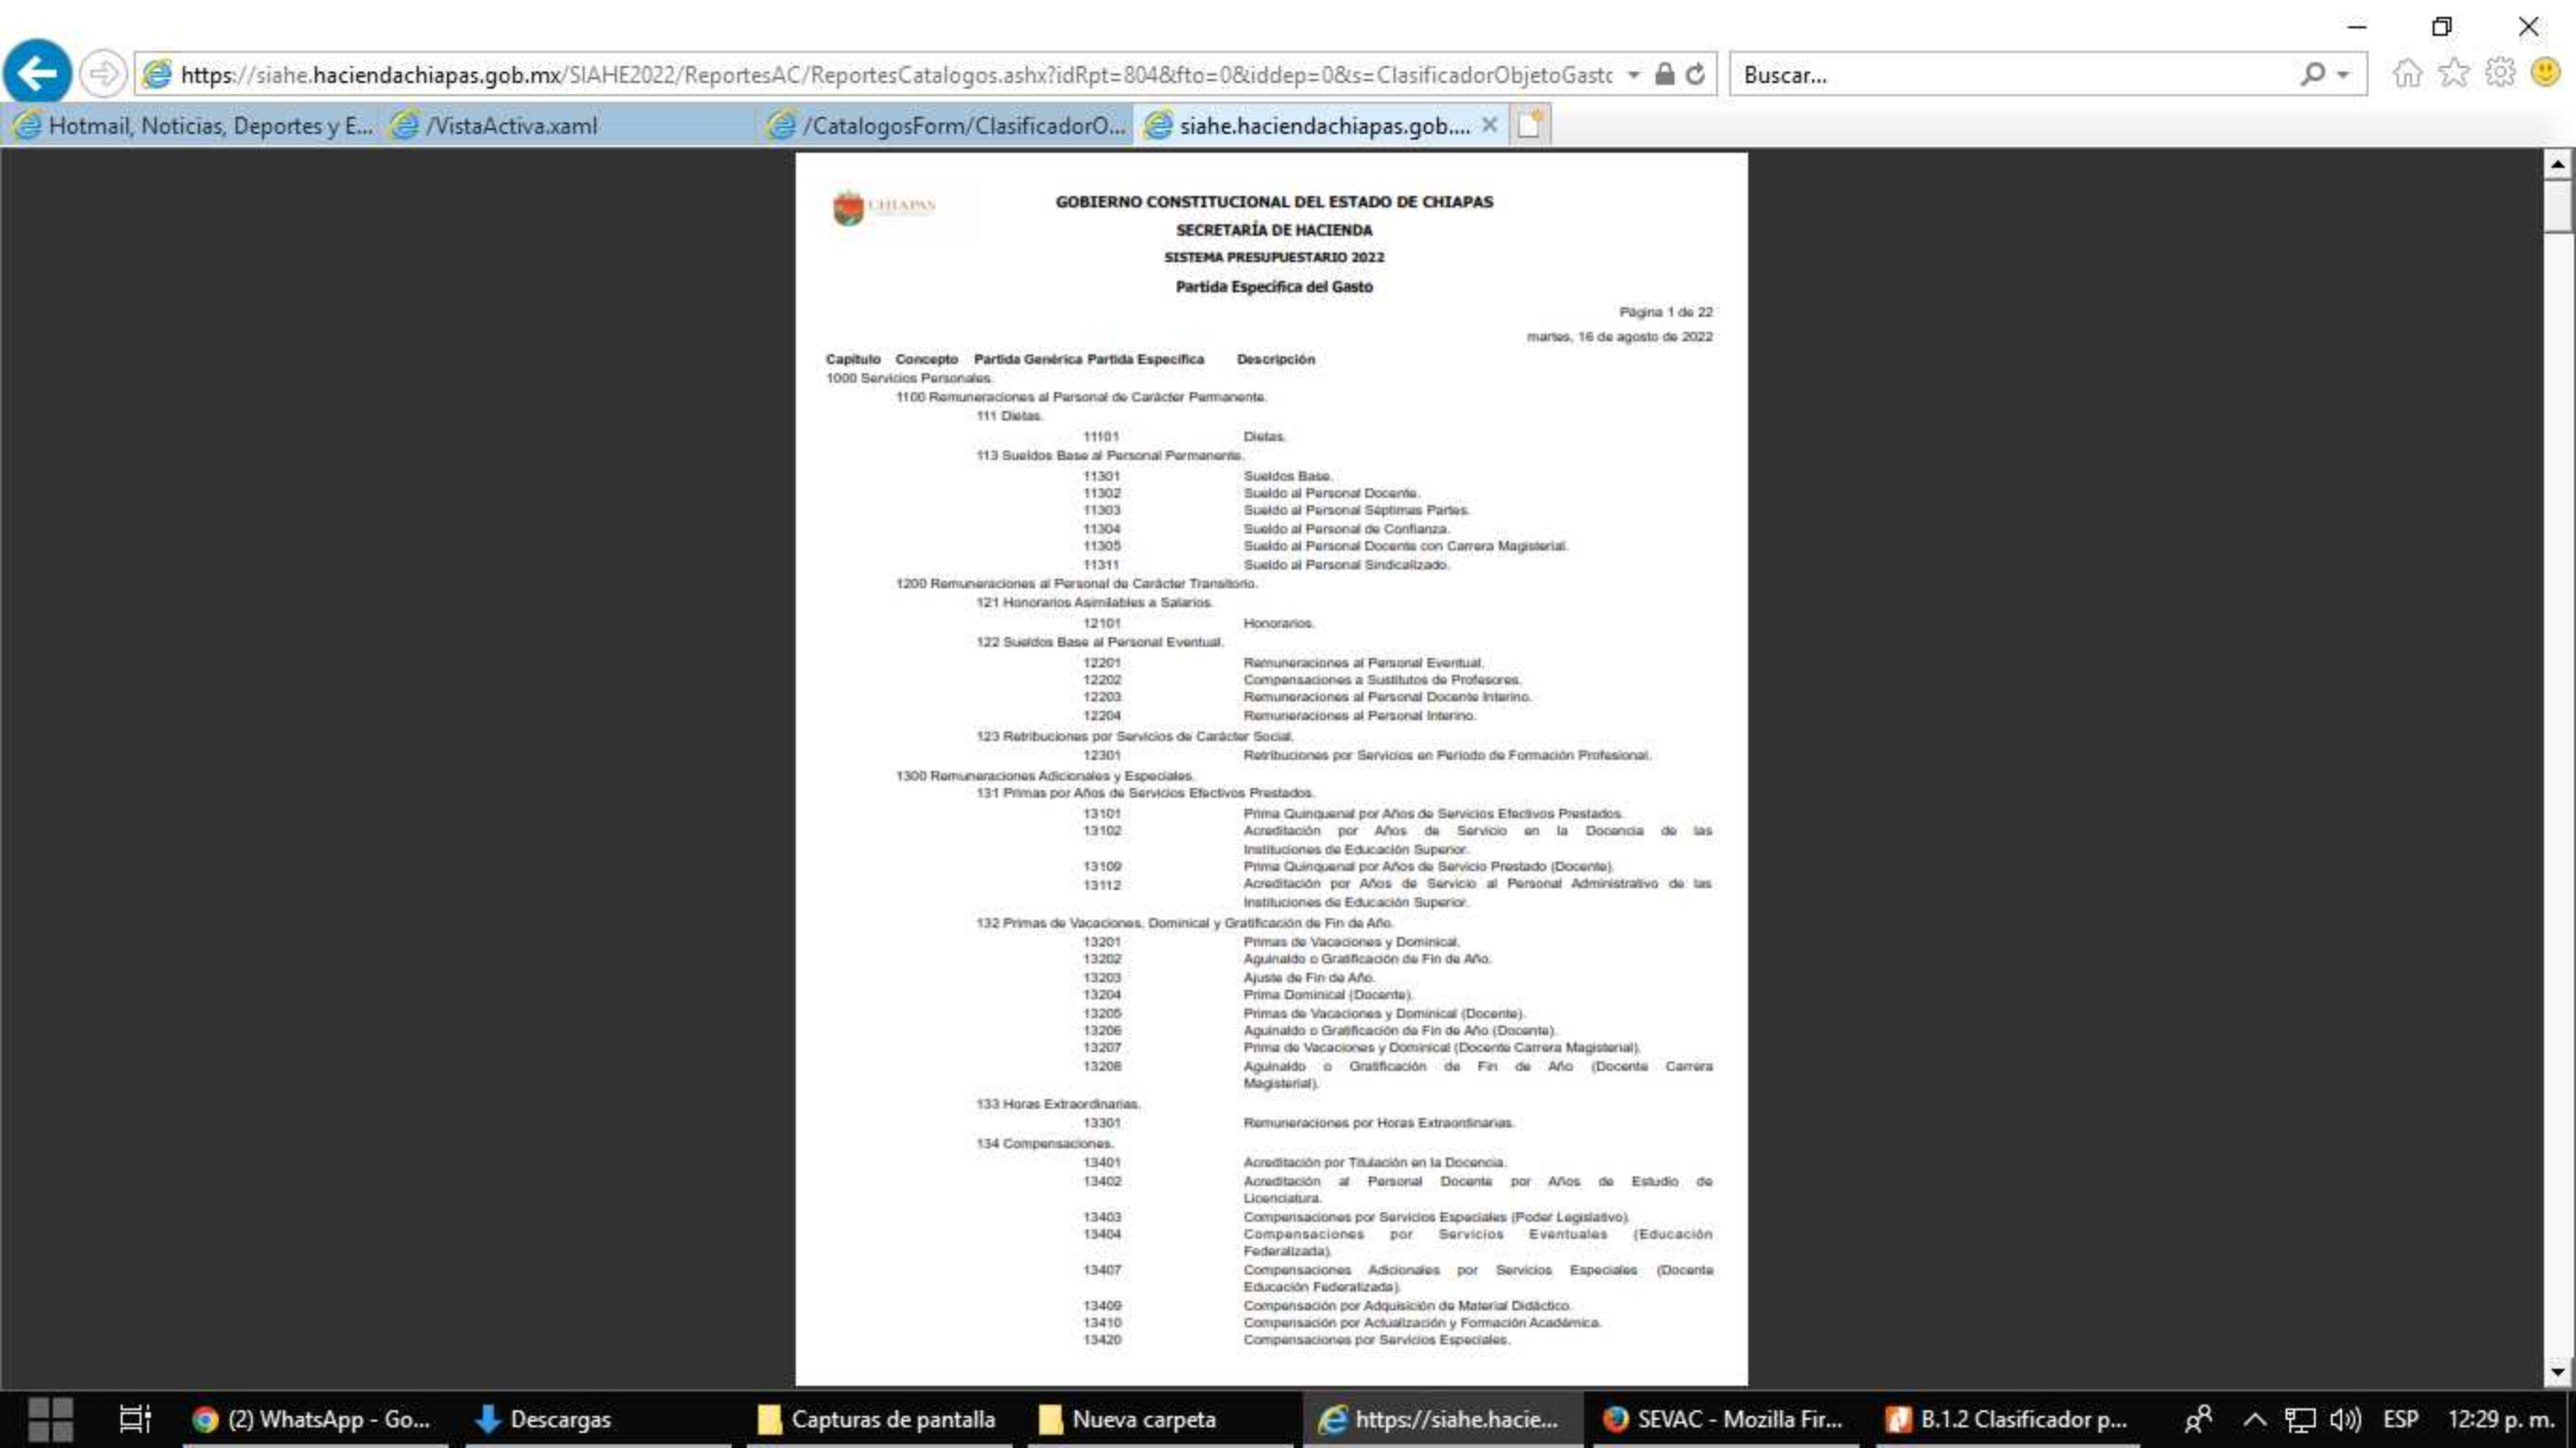 https://siahe.haciendachiapas.gob.mx/SIAHE2022/ReportesAC/ReportesCatalogos.ashx?idRpt=804&fto=0&iddep=0&s=ClasificadorObjetoGastc
Buscar...
Hotmail, Noticias, Deportes y E...
/VistaActiva.xaml
/CatalogosForm/ClasificadorO...
siahe.haciendachiapas.gob....
CHIAPAS
GOBIERNO CONSTITUCIONAL DEL ESTADO DE CHIAPAS
SECRETARÍA DE HACIENDA
SISTEMA PRESUPUESTARIO 2022
Partida Específica del Gasto
Página 1 de 22
martes, 16 de agosto de 2022
Capítulo Concepto Partida Genérica Partida Específica Descripción
1000 Servicios Personales.
1100 Remuneraciones al Personal de Carácter Permanente.
111 Dietas.
11101 Dietas.
113 Sueldos Base al Personal Permanente.
11301 Sueldos Base.
11302 Sueldo al Personal Docente.
11303 Sueldo al Personal Séptimas Partes.
11304 Sueldo al Personal de Confianza.
11305 Sueldo al Personal Docente con Carrera Magisterial.
11311 Sueldo al Personal Sindicalizado.
1200 Remuneraciones al Personal de Carácter Transitorio.
121 Honorarios Asimilables a Salarios.
12101 Honorarios.
122 Sueldos Base al Personal Eventual.
12201 Remuneraciones al Personal Eventual.
12202 Compensaciones a Sustitutos de Profesores.
12203 Remuneraciones al Personal Docente Interino.
12204 Remuneraciones al Personal Interino.
123 Retribuciones por Servicios de Carácter Social.
12301 Retribuciones por Servicios en Periodo de Formación Profesional.
1300 Remuneraciones Adicionales y Especiales.
131 Primas por Años de Servicios Efectivos Prestados.
13101 Prima Quinquenal por Años de Servicios Efectivos Prestados.
13102 Acreditación por Años de Servicio en la Docencia de las
Instituciones de Educación Superior.
13109 Prima Quinquenal por Años de Servicio Prestado (Docente).
13112 Acreditación por Años de Servicio al Personal Administrativo de las
Instituciones de Educación Superior.
132 Primas de Vacaciones, Dominical y Gratificación de Fin de Año.
13201 Primas de Vacaciones y Dominical.
13202 Aguinaldo o Gratificación de Fin de Año.
13203 Ajuste de Fin de Año.
13204 Prima Dominical (Docente).
13205 Primas de Vacaciones y Dominical (Docente).
13206 Aguinaldo o Gratificación de Fin de Año (Docente).
13207 Prima de Vacaciones y Dominical (Docente Carrera Magisterial).
13208 Aguinaldo o Gratificación de Fin de Año (Docente Carrera
Magisterial).
133 Horas Extraordinarias.
13301 Remuneraciones por Horas Extraordinarias.
134 Compensaciones.
13401 Acreditación por Titulación en la Docencia.
13402 Acreditación al Personal Docente por Años de Estudio de
Licenciatura.
13403 Compensaciones por Servicios Especiales (Poder Legislativo).
13404 Compensaciones por Servicios Eventuales (Educación
Federalizada).
13407 Compensaciones Adicionales por Servicios Especiales (Docente
Educación Federalizada).
13409 Compensación por Adquisición de Material Didáctico.
13410 Compensación por Actualización y Formación Académica.
13420 Compensaciones por Servicios Especiales.
(2) WhatsApp - Go...
Descargas
Capturas de pantalla
Nueva carpeta
https://siahe.hacie...
SEVAC - Mozilla Fir...
B.1.2 Clasificador p...
ESP
12:29 p. m.